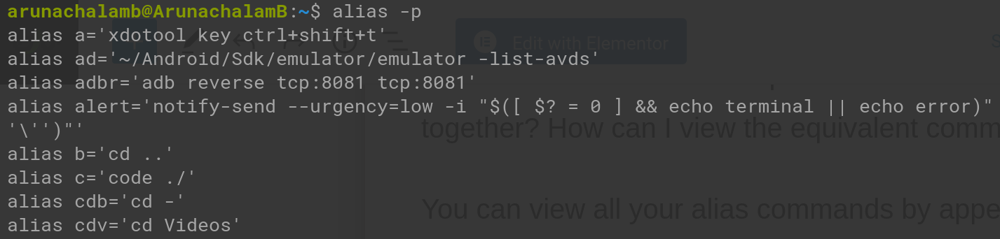 arunachalamb@ArunachalamB:~$ alias -p
alias a='xdotool key ctrl+shift+t'
Edit with Elementor
alias ad='~/Android/Sdk/emulator/emulator -list-avds'
alias adbr='adb reverse tcp:8081 tcp:8081'
alias alert='notify-send --urgency=low -i "$([ $? = 0 ] && echo terminal || echo error)"
'\'')"'
together? How can I view the equivalent comm
alias b='cd ..'
alias c='code ./'
alias cdb='cd -'
You can view all your alias commands by appe
alias cdv='cd Videos'